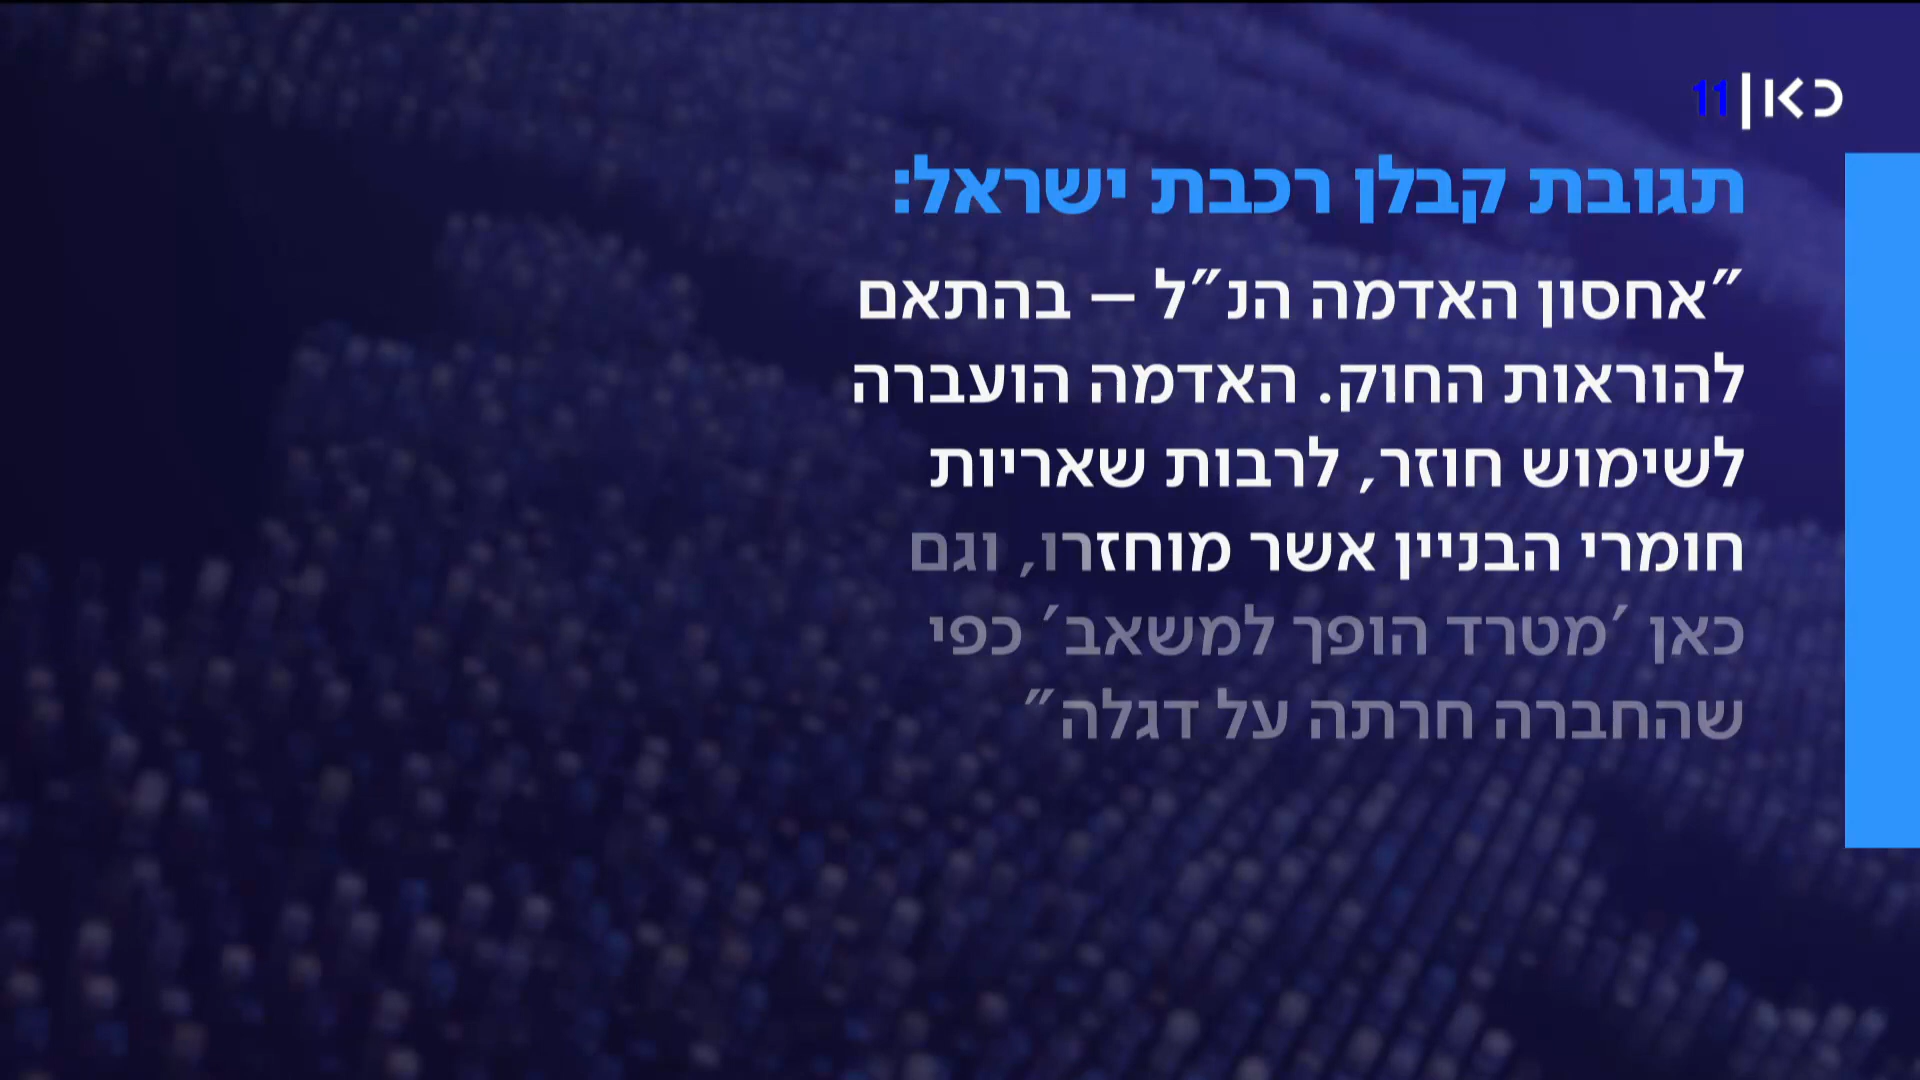 כאן|11
תגובת קבלן רכבת ישראל:
"אחסון האדמה הנ"ל – בהתאם
להוראות החוק. האדמה הועברה
לשימוש חוזר, לרבות שאריות
חומרי הבניין אשר מוחזרו, וגם
כאן 'מטרד הופך למשאב' כפי
שהחברה חרתה על דגלה"